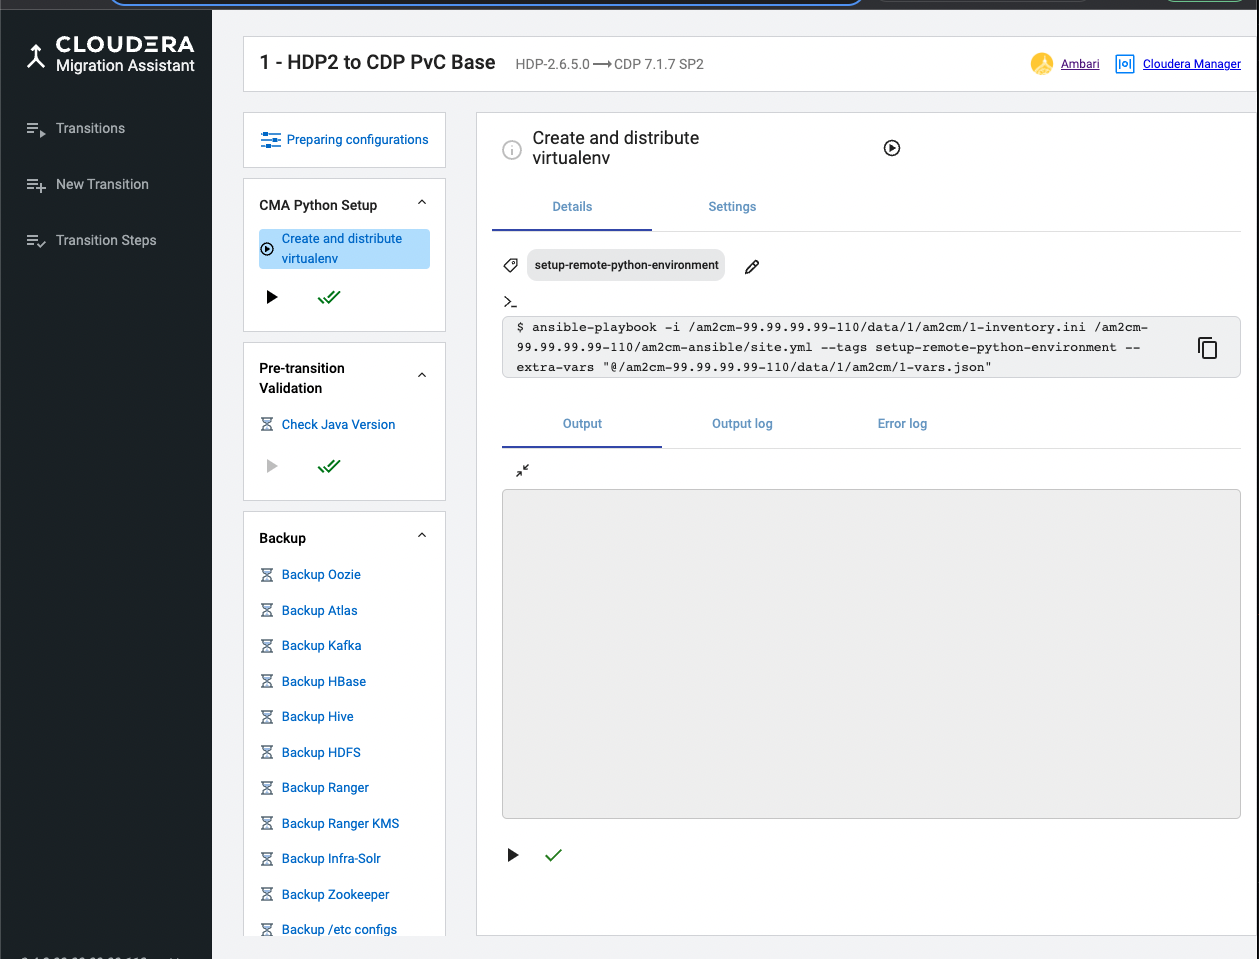 CLOUDERA
Migration Assistant
Transitions
New Transition
Transition Steps
1 - HDP2 to CDP PvC Base
HDP-2.6.5.0 ⟶ CDP 7.1.7 SP2
Ambari
Cloudera Manager
Preparing configurations
CMA Python Setup
Create and distribute
virtualenv
Pre-transition
Validation
Check Java Version
Backup
Backup Oozie
Backup Atlas
Backup Kafka
Backup HBase
Backup Hive
Backup HDFS
Backup Ranger
Backup Ranger KMS
Backup Infra-Solr
Backup Zookeeper
Backup /etc configs
Create and distribute
virtualenv
Details
Settings
setup-remote-python-environment
>_
$ ansible-playbook -i /am2cm-99.99.99.99-110/data/1/am2cm/1-inventory.ini /am2cm-
99.99.99.99-110/am2cm-ansible/site.yml --tags setup-remote-python-environment --
extra-vars "@/am2cm-99.99.99.99-110/data/1/am2cm/1-vars.json"
Output
Output log
Error log